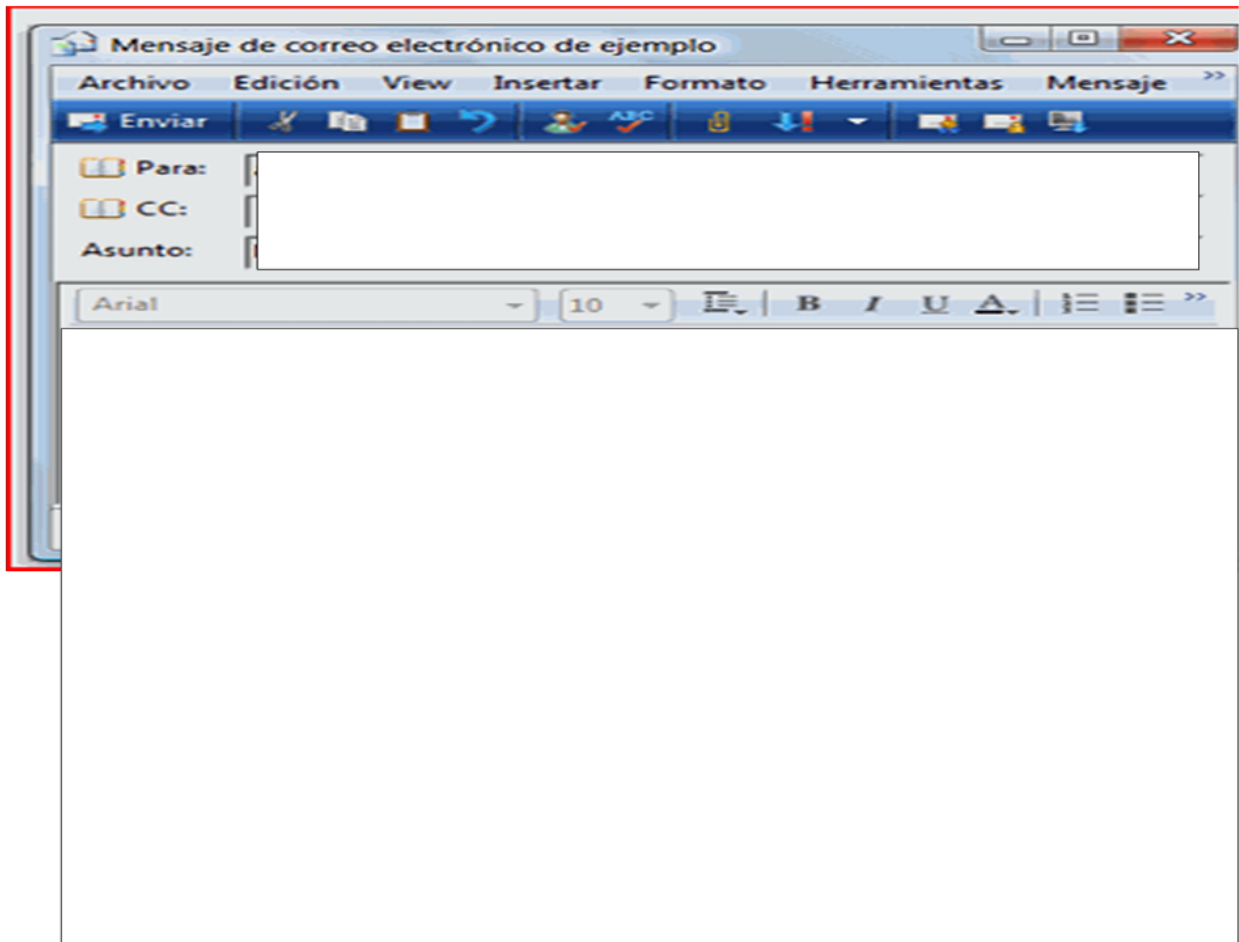 Mensaje de correo electrónico de ejemplo
Archivo Edición View Insertar Formato Herramientas Mensaje »
Enviar ABC
Para:
CC:
Asunto:
Arial 10 B I U A »